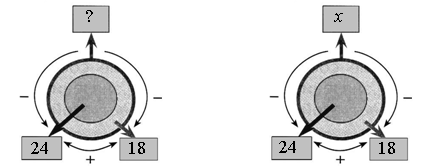 ? x
− − − −
24 18 24 18
+ +